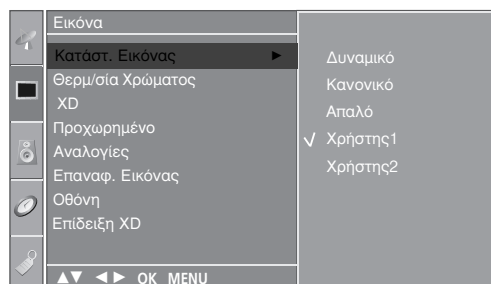 Εικόνα
Κατάστ. Εικόνας ►
Θερμ/σία Χρώματος
XD
Προχωρημένο
Αναλογίες
Επαναφ. Εικόνας
Οθόνη
Επίδειξη XD
▲▼ ◄► OK MENU
Δυναμικό
Κανονικό
Απαλό
√ Χρήστης1
Χρήστης2